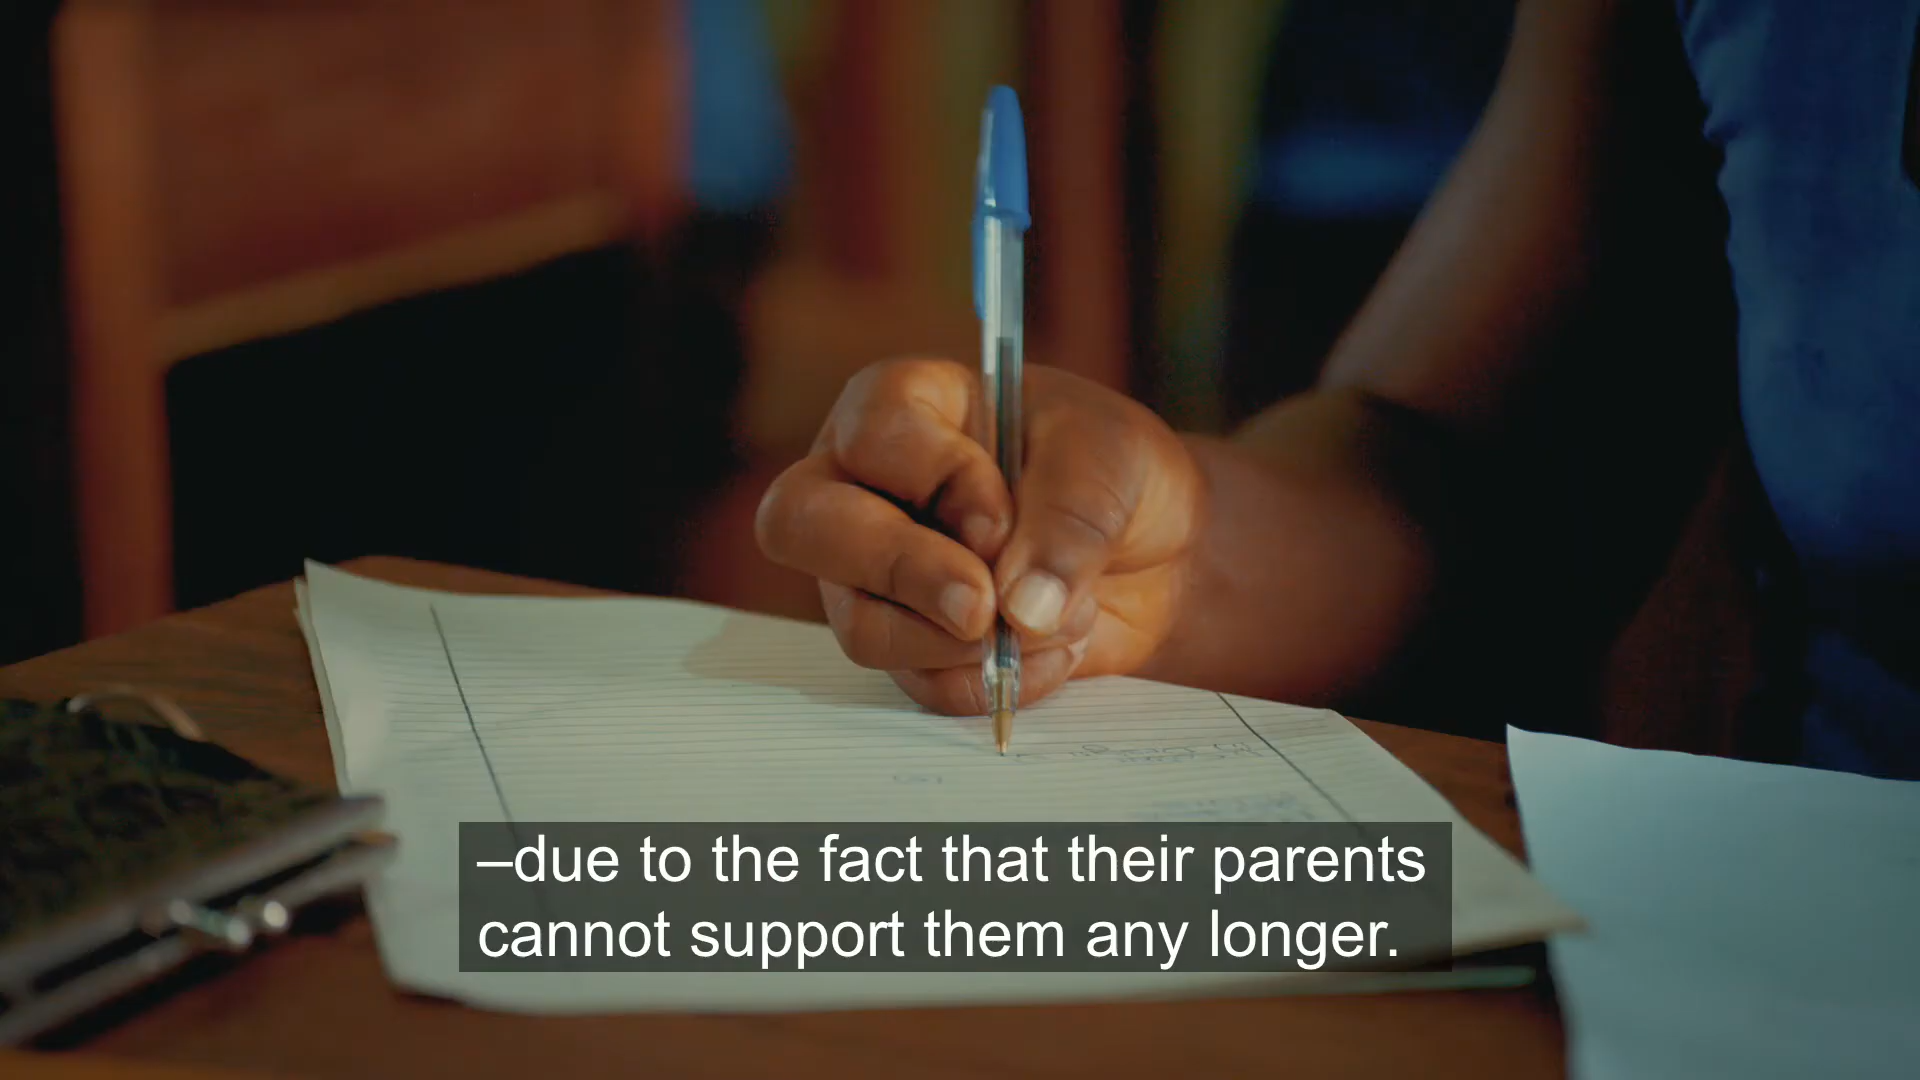 –due to the fact that their parents
cannot support them any longer.